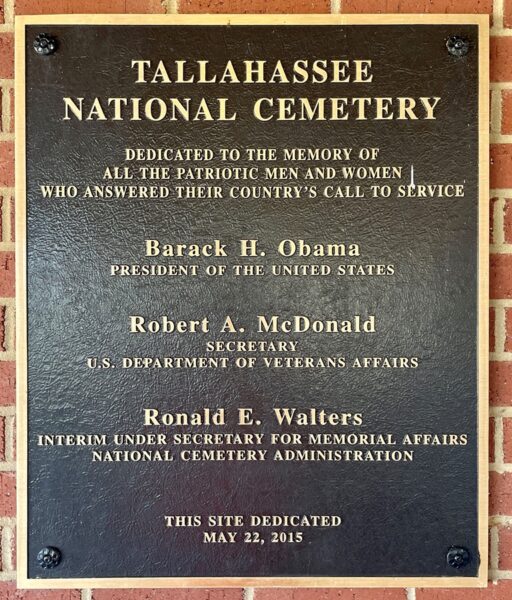 TALLAHASSEE
NATIONAL CEMETERY
DEDICATED TO THE MEMORY OF
ALL THE PATRIOTIC MEN AND WOMEN
WHO ANSWERED THEIR COUNTRY'S CALL TO SERVICE
Barack H. Obama
PRESIDENT OF THE UNITED STATES
Robert A. McDonald
SECRETARY
U.S. DEPARTMENT OF VETERANS AFFAIRS
Ronald E. Walters
INTERIM UNDER SECRETARY FOR MEMORIAL AFFAIRS
NATIONAL CEMETERY ADMINISTRATION
THIS SITE DEDICATED
MAY 22, 2015